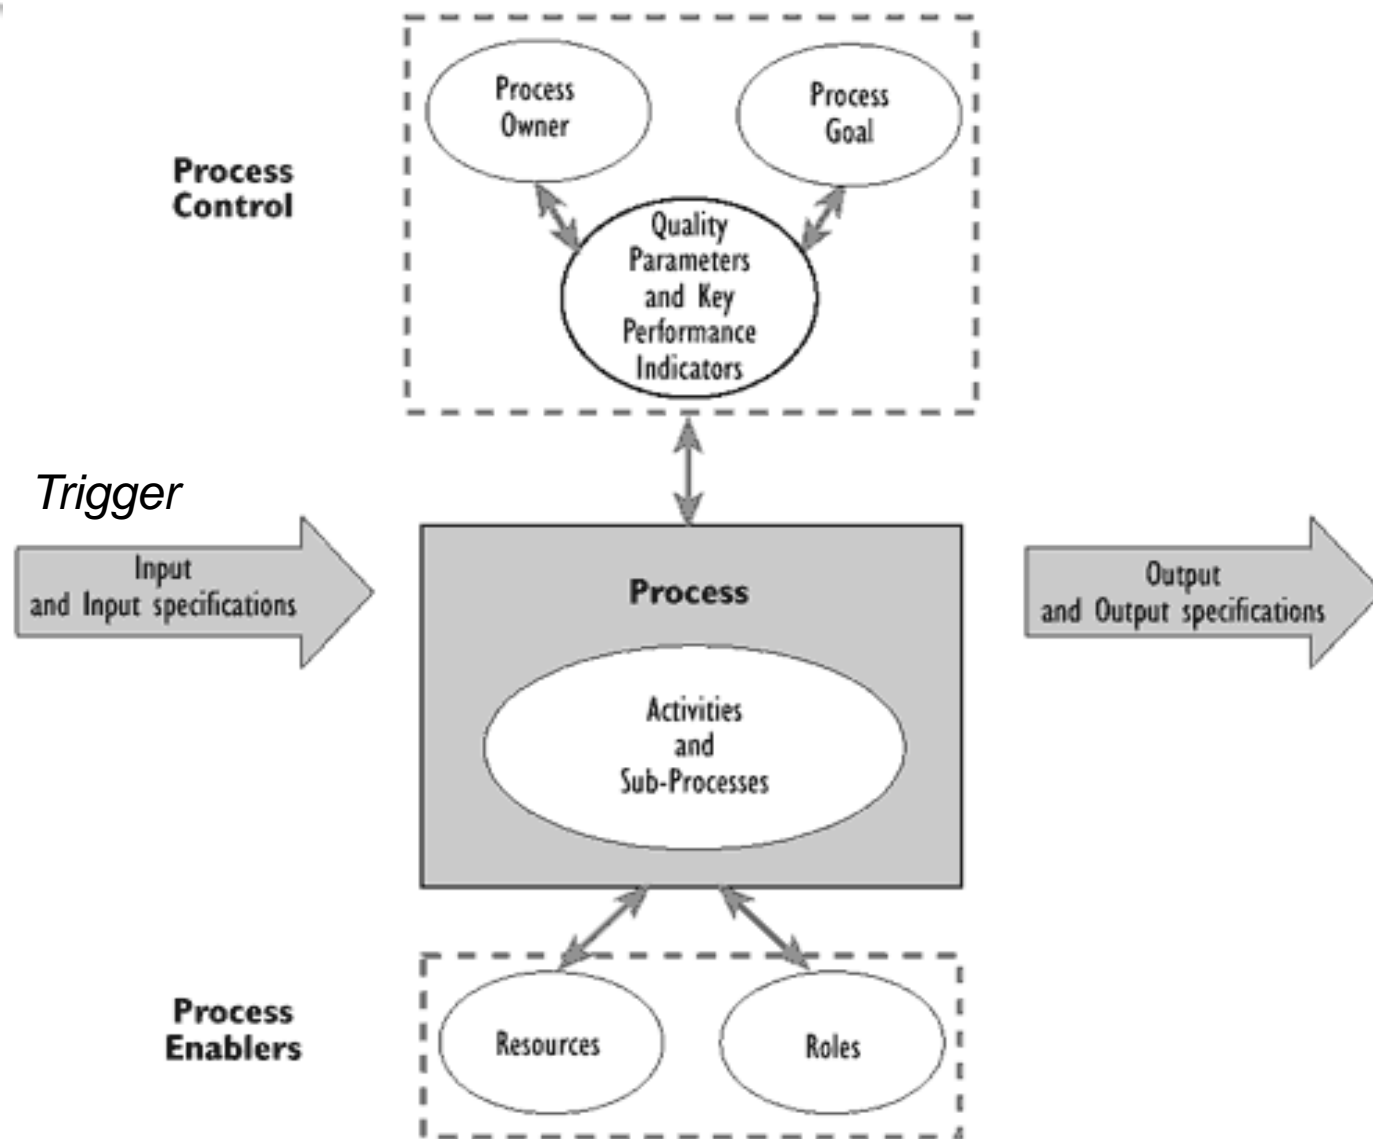 Process
Owner
Process
Goal
Process
Control
Quality
Parameters
and Key
Performance
Indicators
Trigger
Input
and Input specifications
Process
Output
and Output specifications
Activities
and
Sub-Processes
Process
Enablers
Resources
Roles